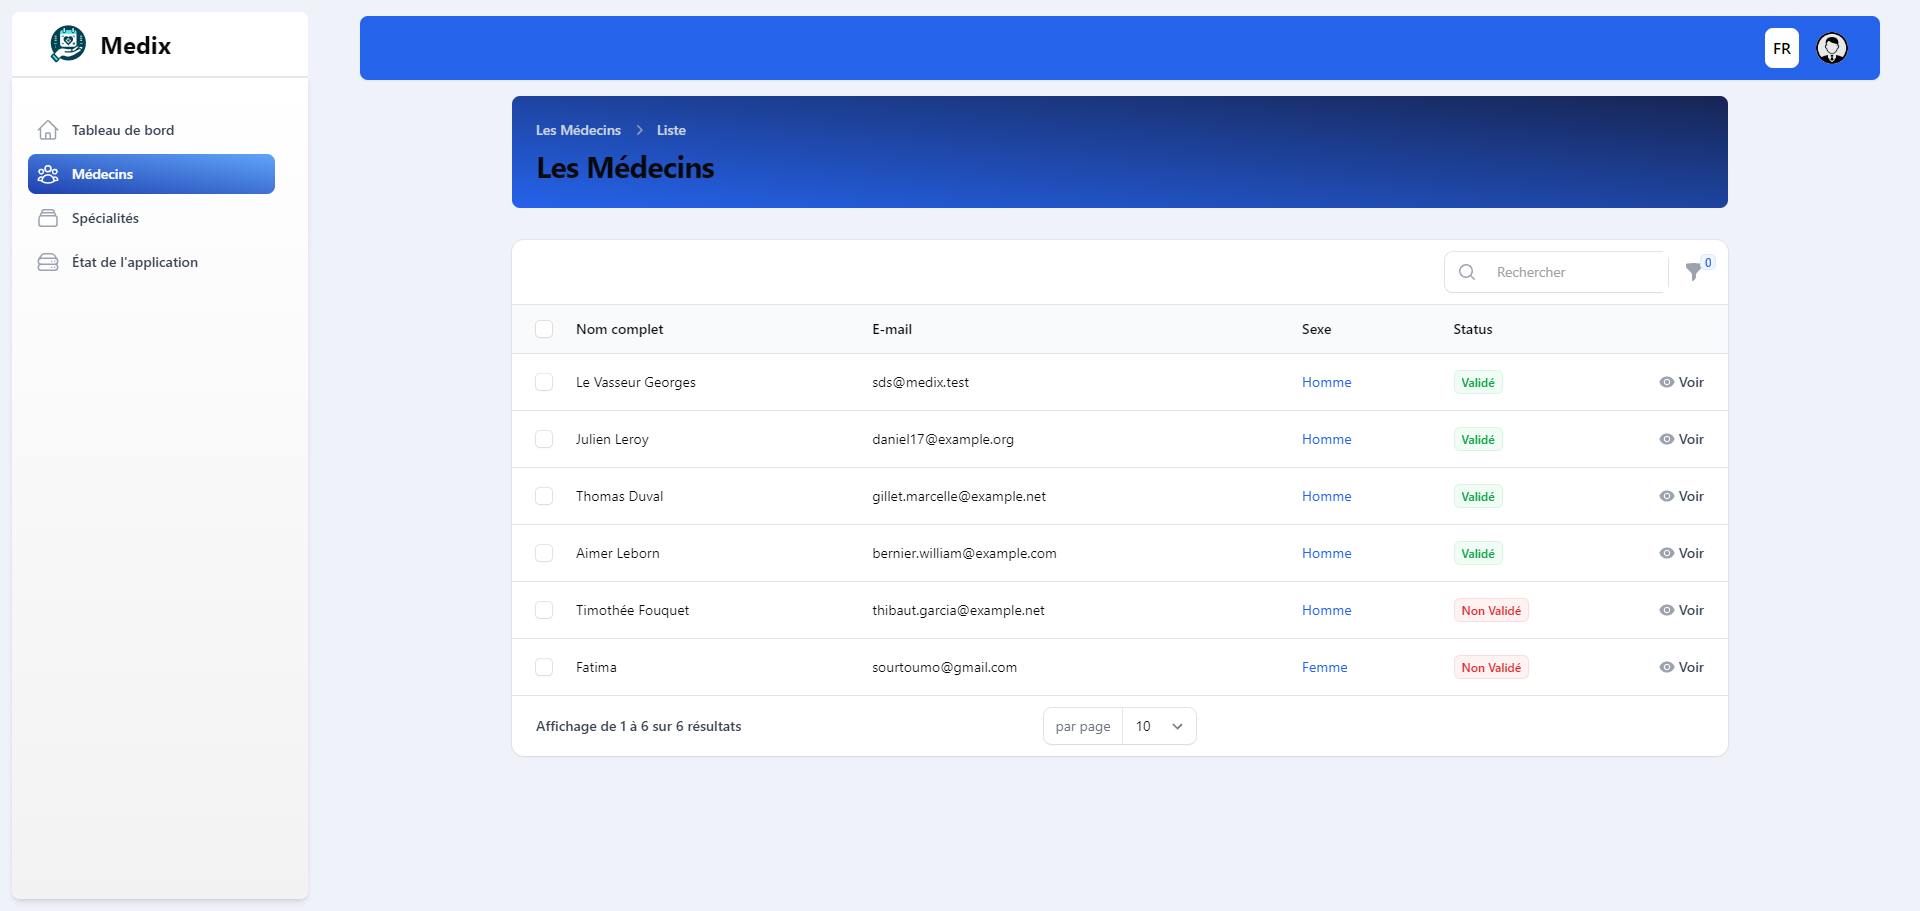 Medix
FR
Tableau de bord
Médecins
Spécialités
État de l'application
Les Médecins > Liste
Les Médecins
Rechercher 0
Nom complet E-mail Sexe Status
Le Vasseur Georges sds@medix.test Homme Validé Voir
Julien Leroy daniel17@example.org Homme Validé Voir
Thomas Duval gillet.marcelle@example.net Homme Validé Voir
Aimer Leborn bernier.william@example.com Homme Validé Voir
Timothée Fouquet thibaut.garcia@example.net Homme Non Validé Voir
Fatima sourtoumo@gmail.com Femme Non Validé Voir
Affichage de 1 à 6 sur 6 résultats par page 10